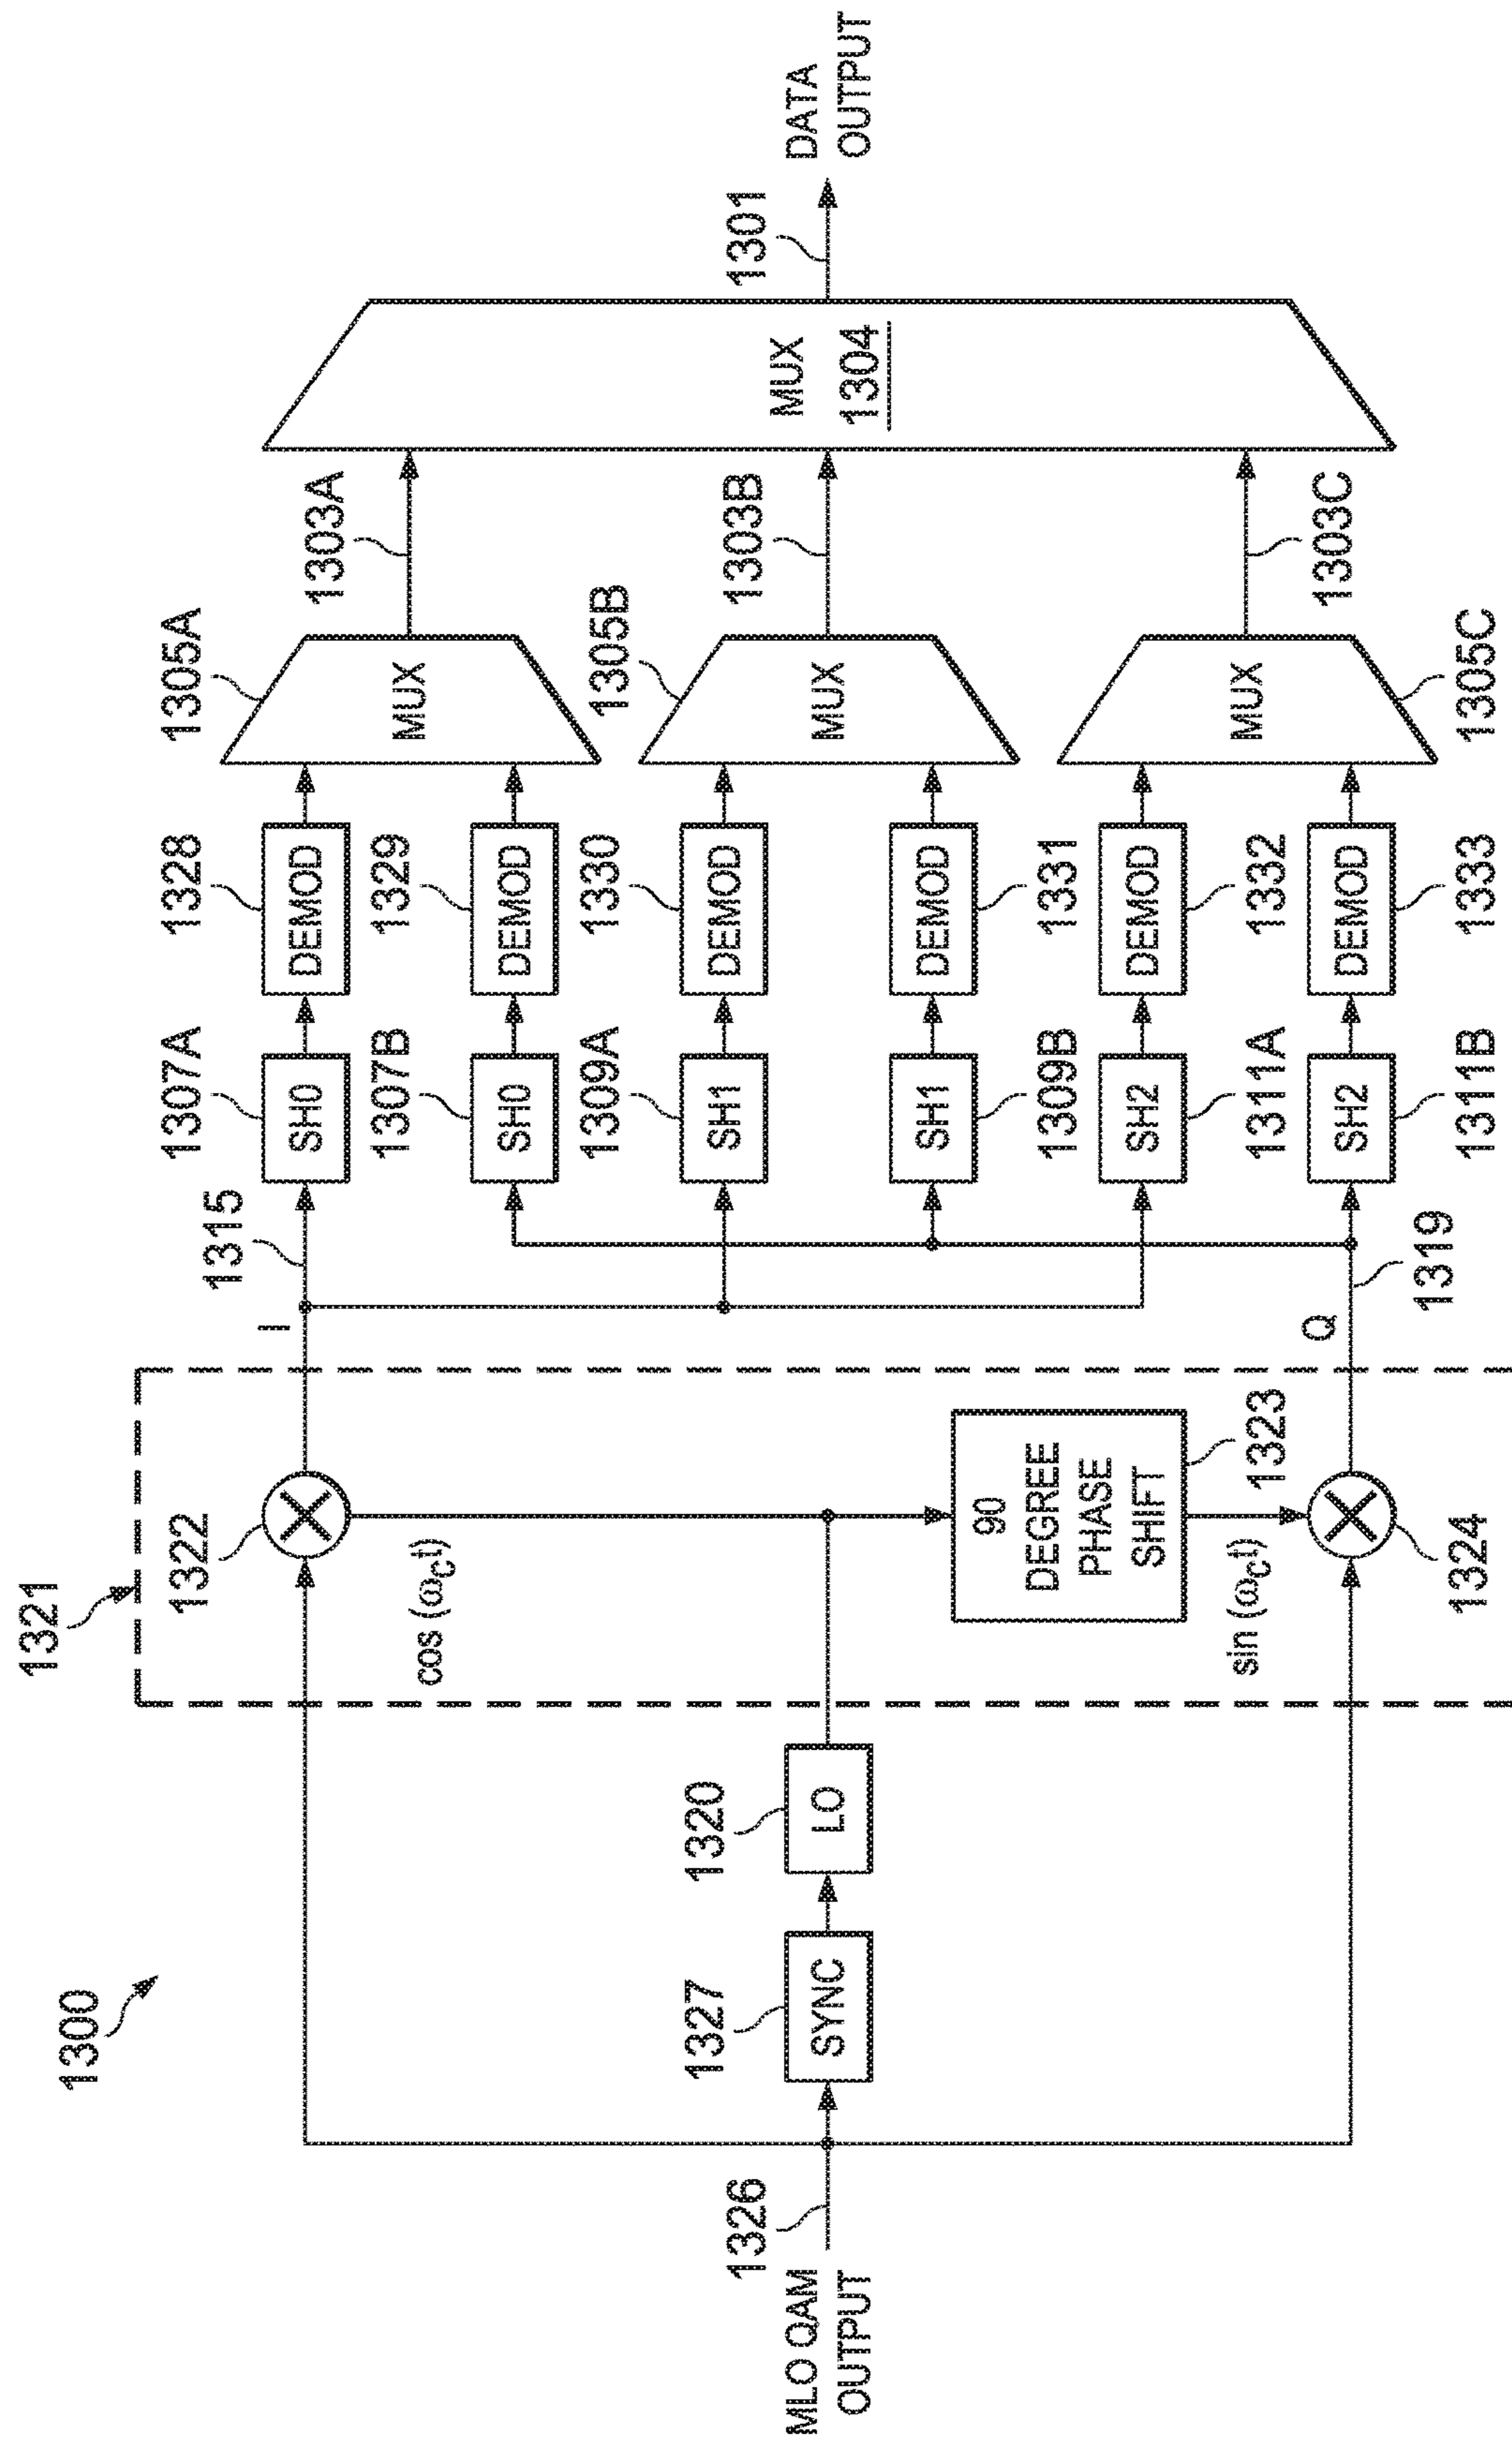 1300
1321
1322
cos (ωct)
1326
MLO QAM
OUTPUT
1327
SYNC
1320
LO
90
DEGREE
PHASE
SHIFT
1323
sin (ωct)
1324
I
1315
Q
1319
1307A
SH0
1307B
SH0
1309A
SH1
SH1
1309B
SH2
1311A
SH2
1311B
1328
DEMOD
1329
DEMOD
1330
DEMOD
DEMOD
1331
DEMOD
1332
DEMOD
1333
1305A
MUX
1305B
MUX
MUX
1305C
1303A
1303B
1303C
MUX
1304
1301
DATA
OUTPUT